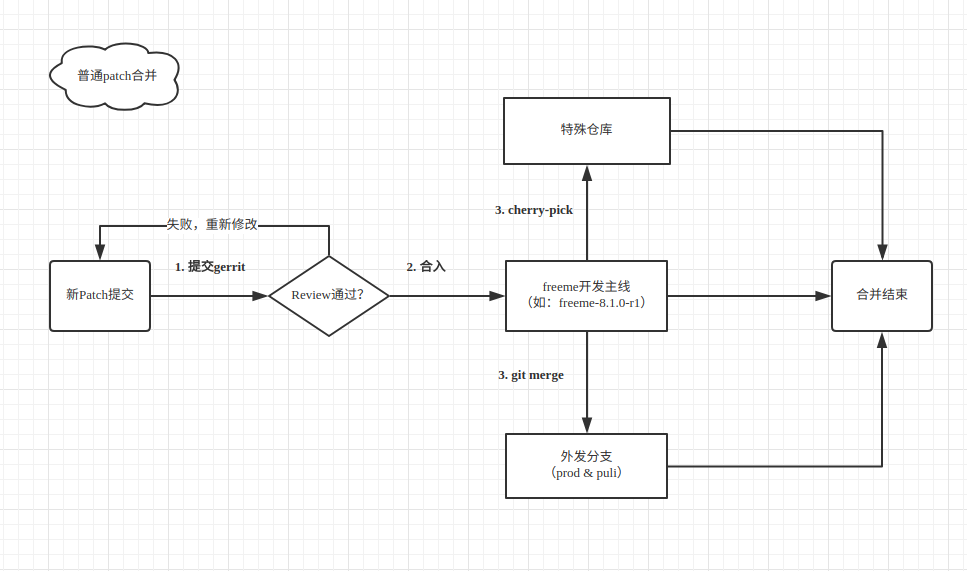 普通patch合并
特殊仓库
3. cherry-pick
失败，重新修改
1. 提交gerrit
2. 合入
新Patch提交
Review通过？
freeme开发主线
（如：freeme-8.1.0-r1）
合并结束
3. git merge
外发分支
（prod & puli）